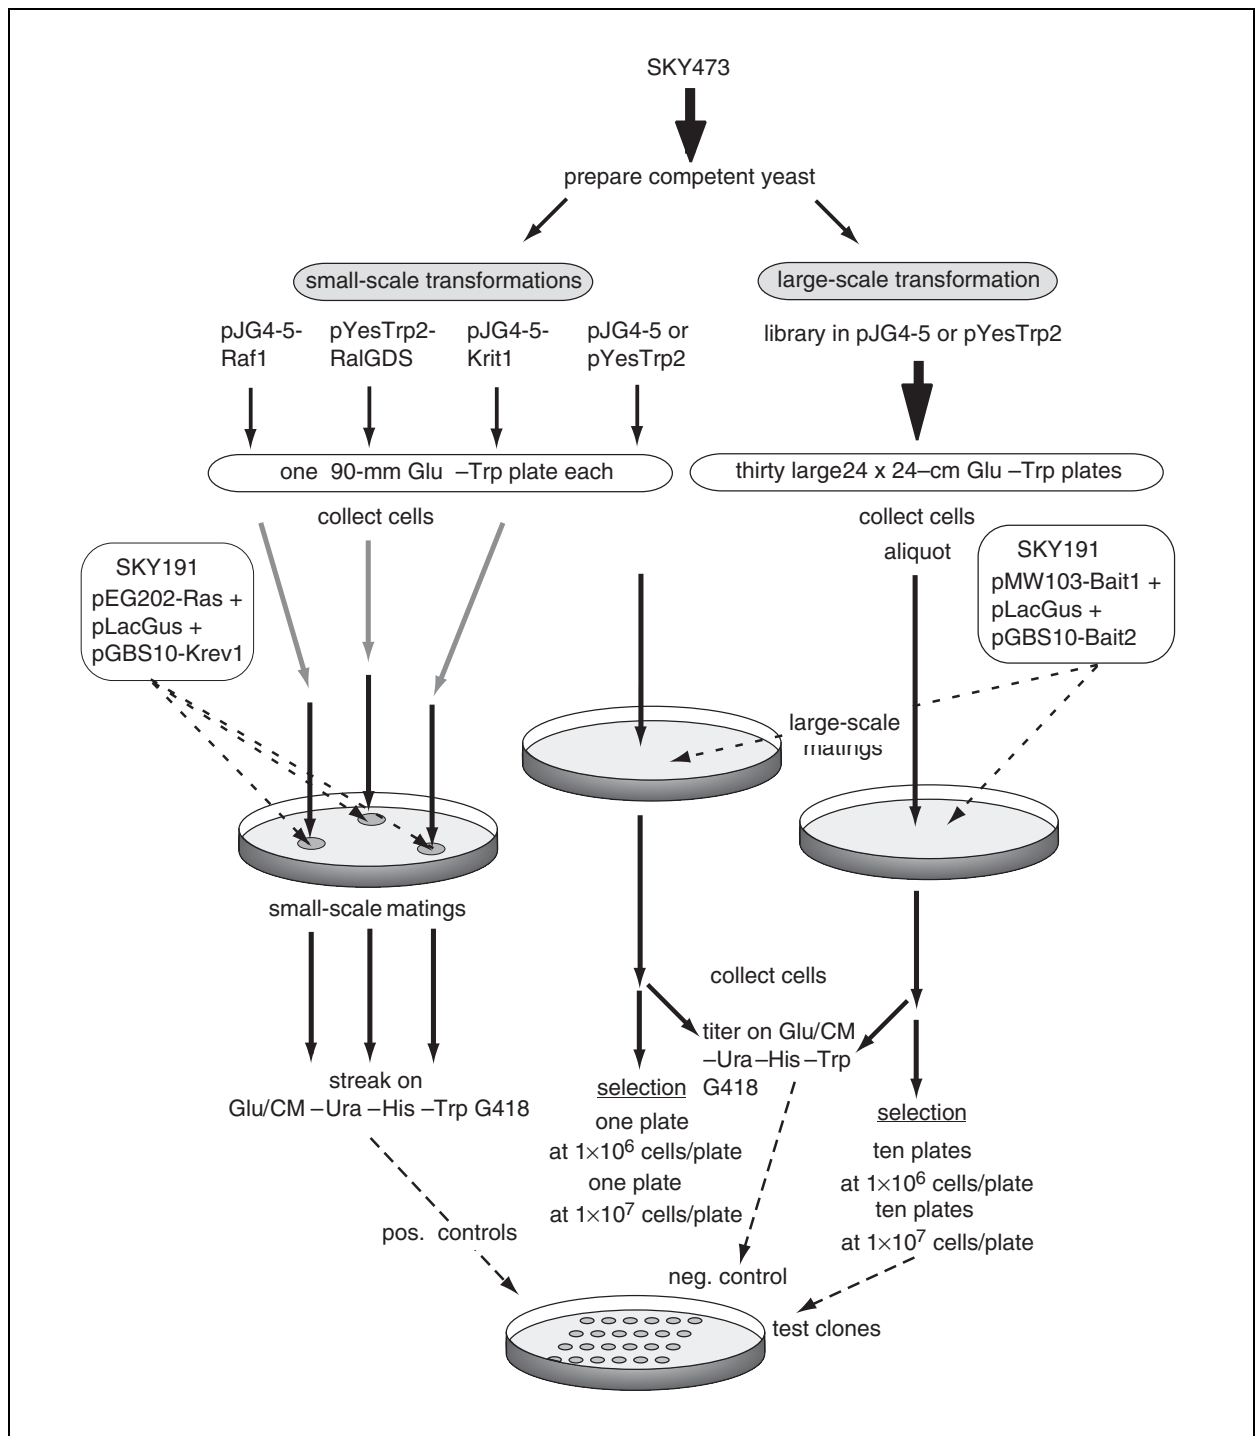 SKY473
prepare competent yeast
small-scale transformations
large-scale transformation
pJG4-5-
Raf1
pYesTrp2-
RalGDS
pJG4-5-
Krit1
pJG4-5 or
pYesTrp2
library in pJG4-5 or pYesTrp2
one 90-mm Glu –Trp plate each
thirty large24 x 24–cm Glu –Trp plates
collect cells
collect cells
aliquot
SKY191
pEG202-Ras +
pLacGus +
pGBS10-Krev1
SKY191
pMW103-Bait1 +
pLacGus +
pGBS10-Bait2
large-scale
matings
small-scale matings
collect cells
titer on Glu/CM
–Ura–His –Trp
G418
streak on
Glu/CM –Ura –His –Trp G418
selection
one plate
at 1×10⁶ cells/plate
one plate
at 1×10⁷ cells/plate
selection
ten plates
at 1×10⁶ cells/plate
ten plates
at 1×10⁷ cells/plate
pos. controls
neg. control
test clones